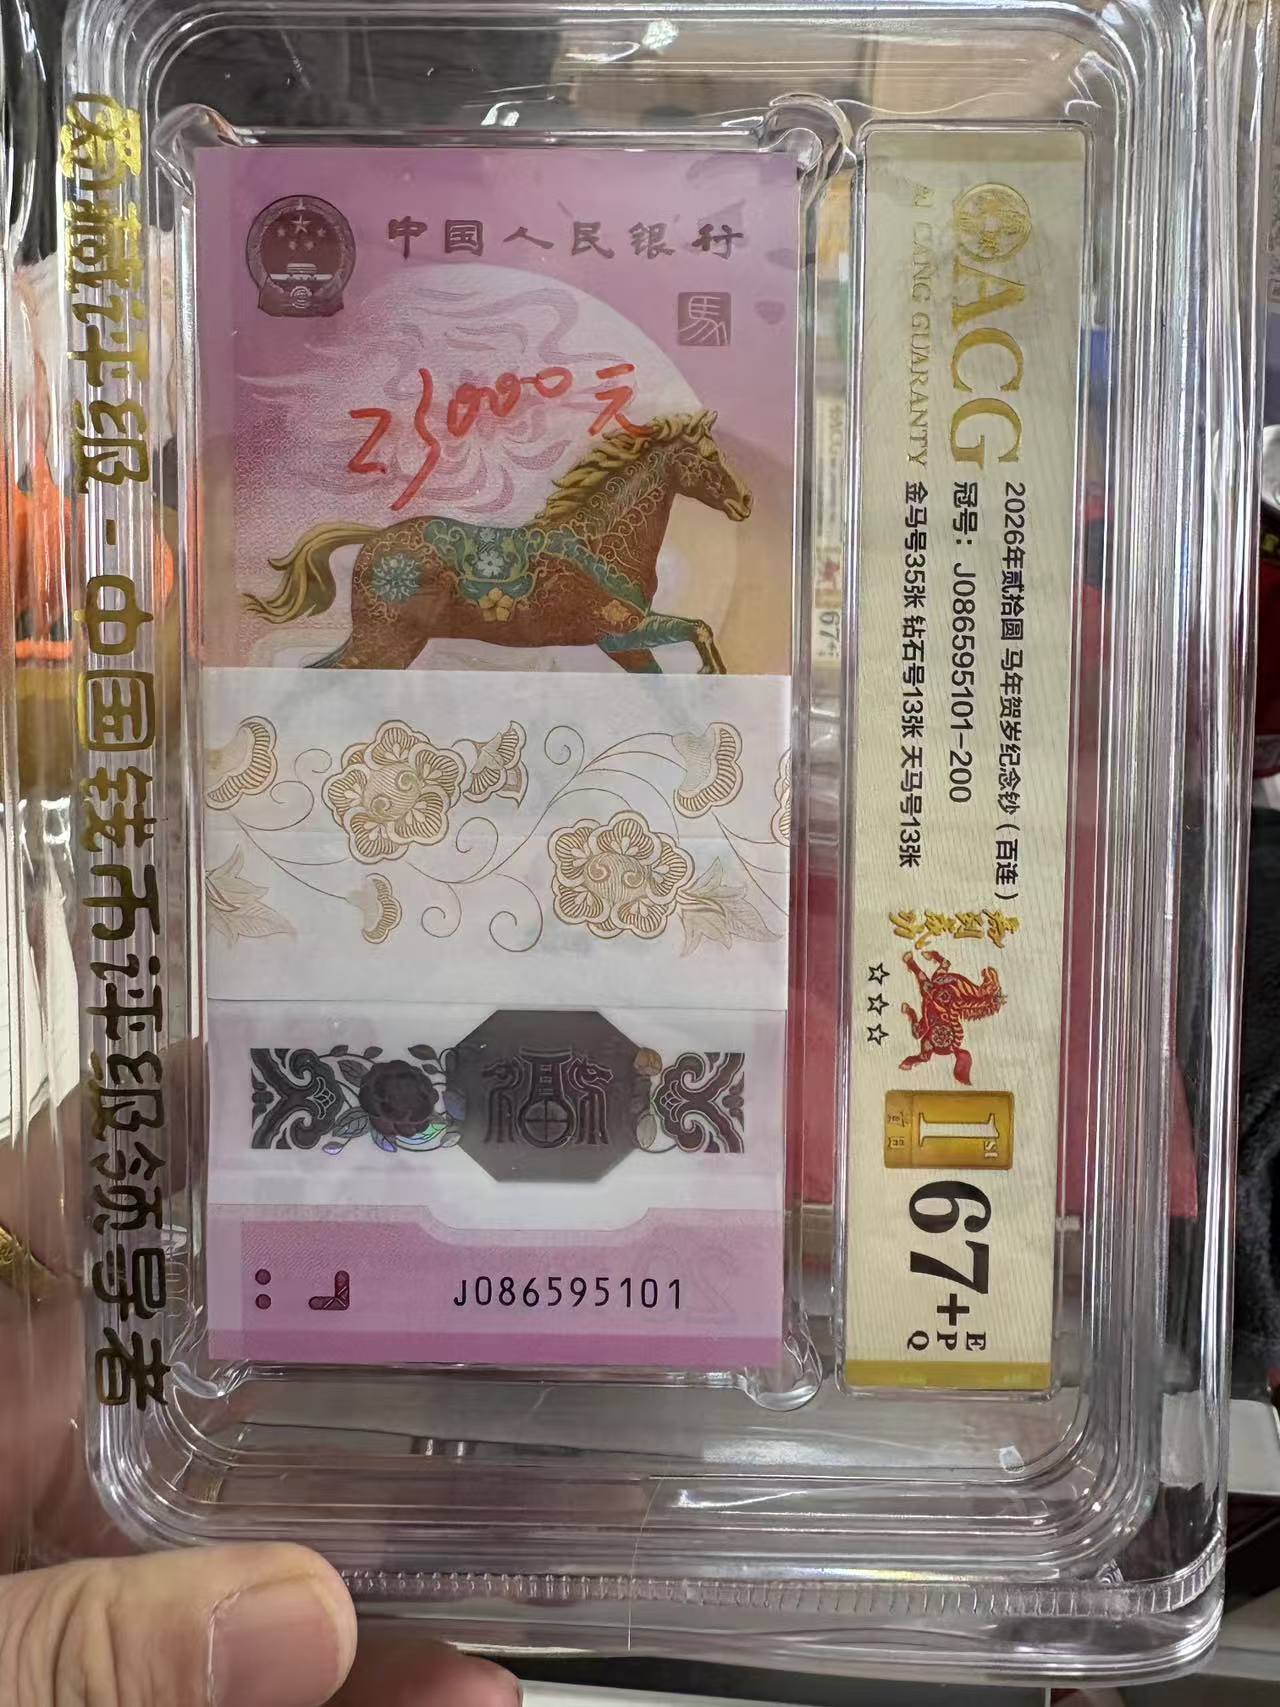 中国人民银行
馬
23000元
J086595101
爱藏评级-中国钱币评级领导者
ACG
AI CANG GUARANTY
2026年贰拾圆 马年贺岁纪念钞（百连）
冠号：J086595101-200
金马号35张 钻石号13张 天马号13张
☆☆☆
1ST
67+
EPQ